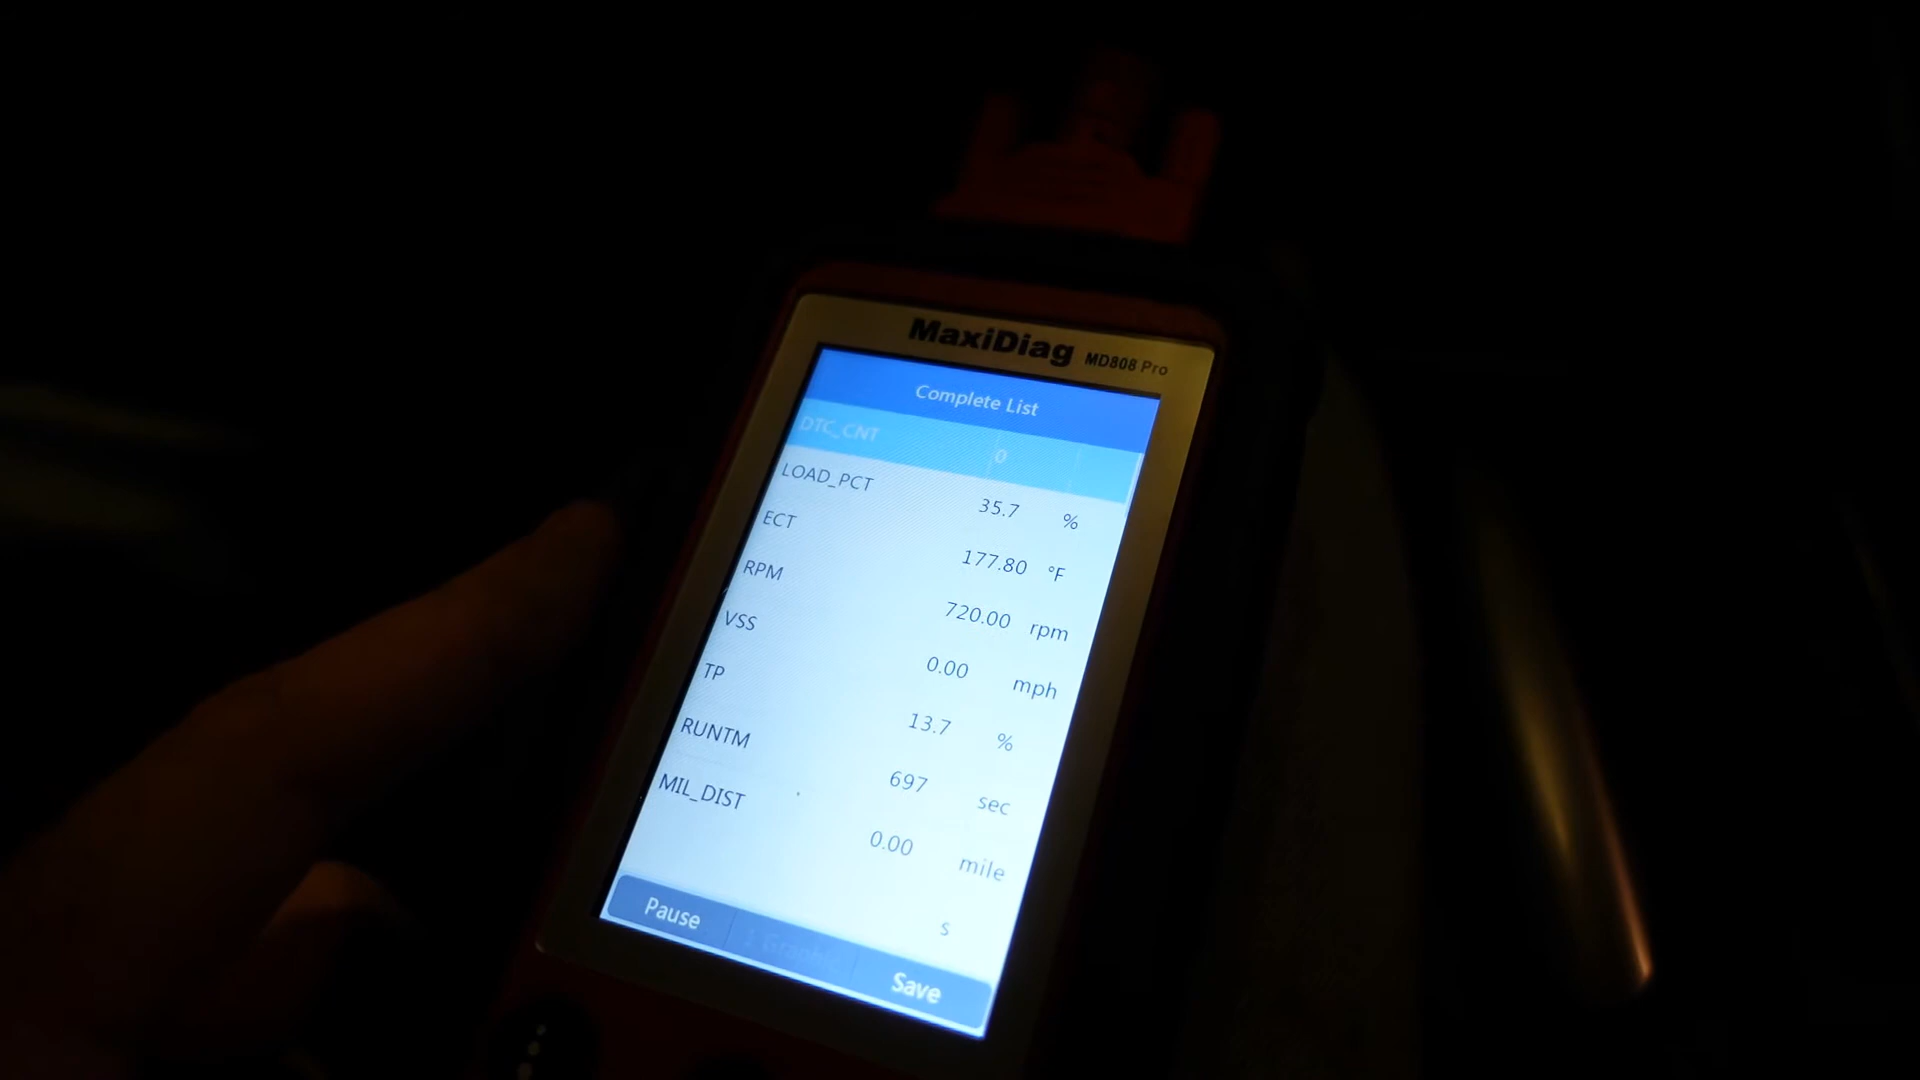 MaxiDiag MD808 Pro
Complete List
DTC_CNT 0
LOAD_PCT 35.7 %
ECT 177.80 °F
RPM 720.00 rpm
VSS 0.00 mph
TP 13.7 %
RUNTM 697 sec
MIL_DIST 0.00 mile
s
Pause Save